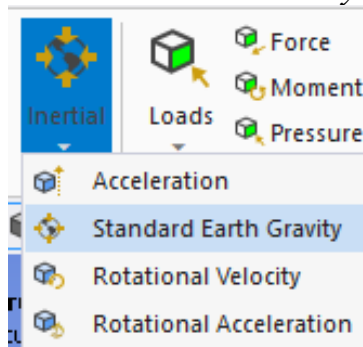 Force
Moment
Inertial
Loads
Pressure
Acceleration
Standard Earth Gravity
Rotational Velocity
Rotational Acceleration